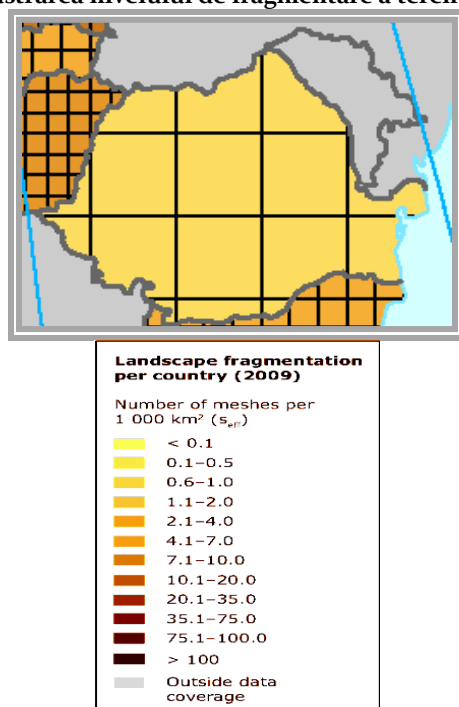 Landscape fragmentation
per country (2009)
Number of meshes per
1 000 km² (seff)
< 0.1
0.1–0.5
0.6–1.0
1.1–2.0
2.1–4.0
4.1–7.0
7.1–10.0
10.1–20.0
20.1–35.0
35.1–75.0
75.1–100.0
> 100
Outside data
coverage